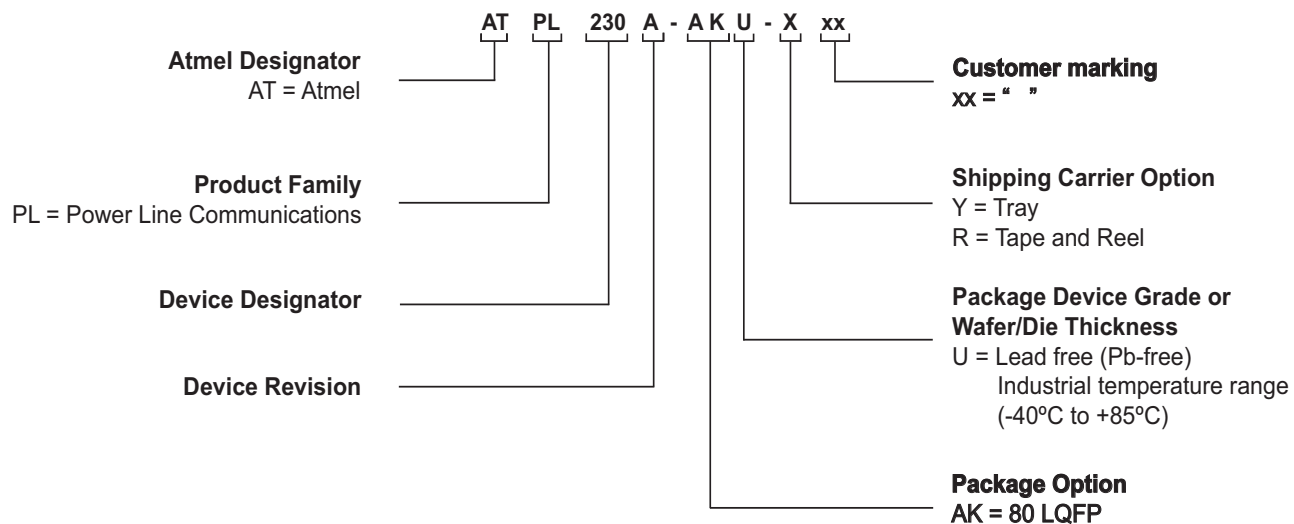 AT PL 230 A - A K U - X xx
Atmel Designator
AT = Atmel
Product Family
PL = Power Line Communications
Device Designator
Device Revision
Customer marking
xx = “ ”
Shipping Carrier Option
Y = Tray
R = Tape and Reel
Package Device Grade or
Wafer/Die Thickness
U = Lead free (Pb-free)
Industrial temperature range
(-40ºC to +85ºC)
Package Option
AK = 80 LQFP